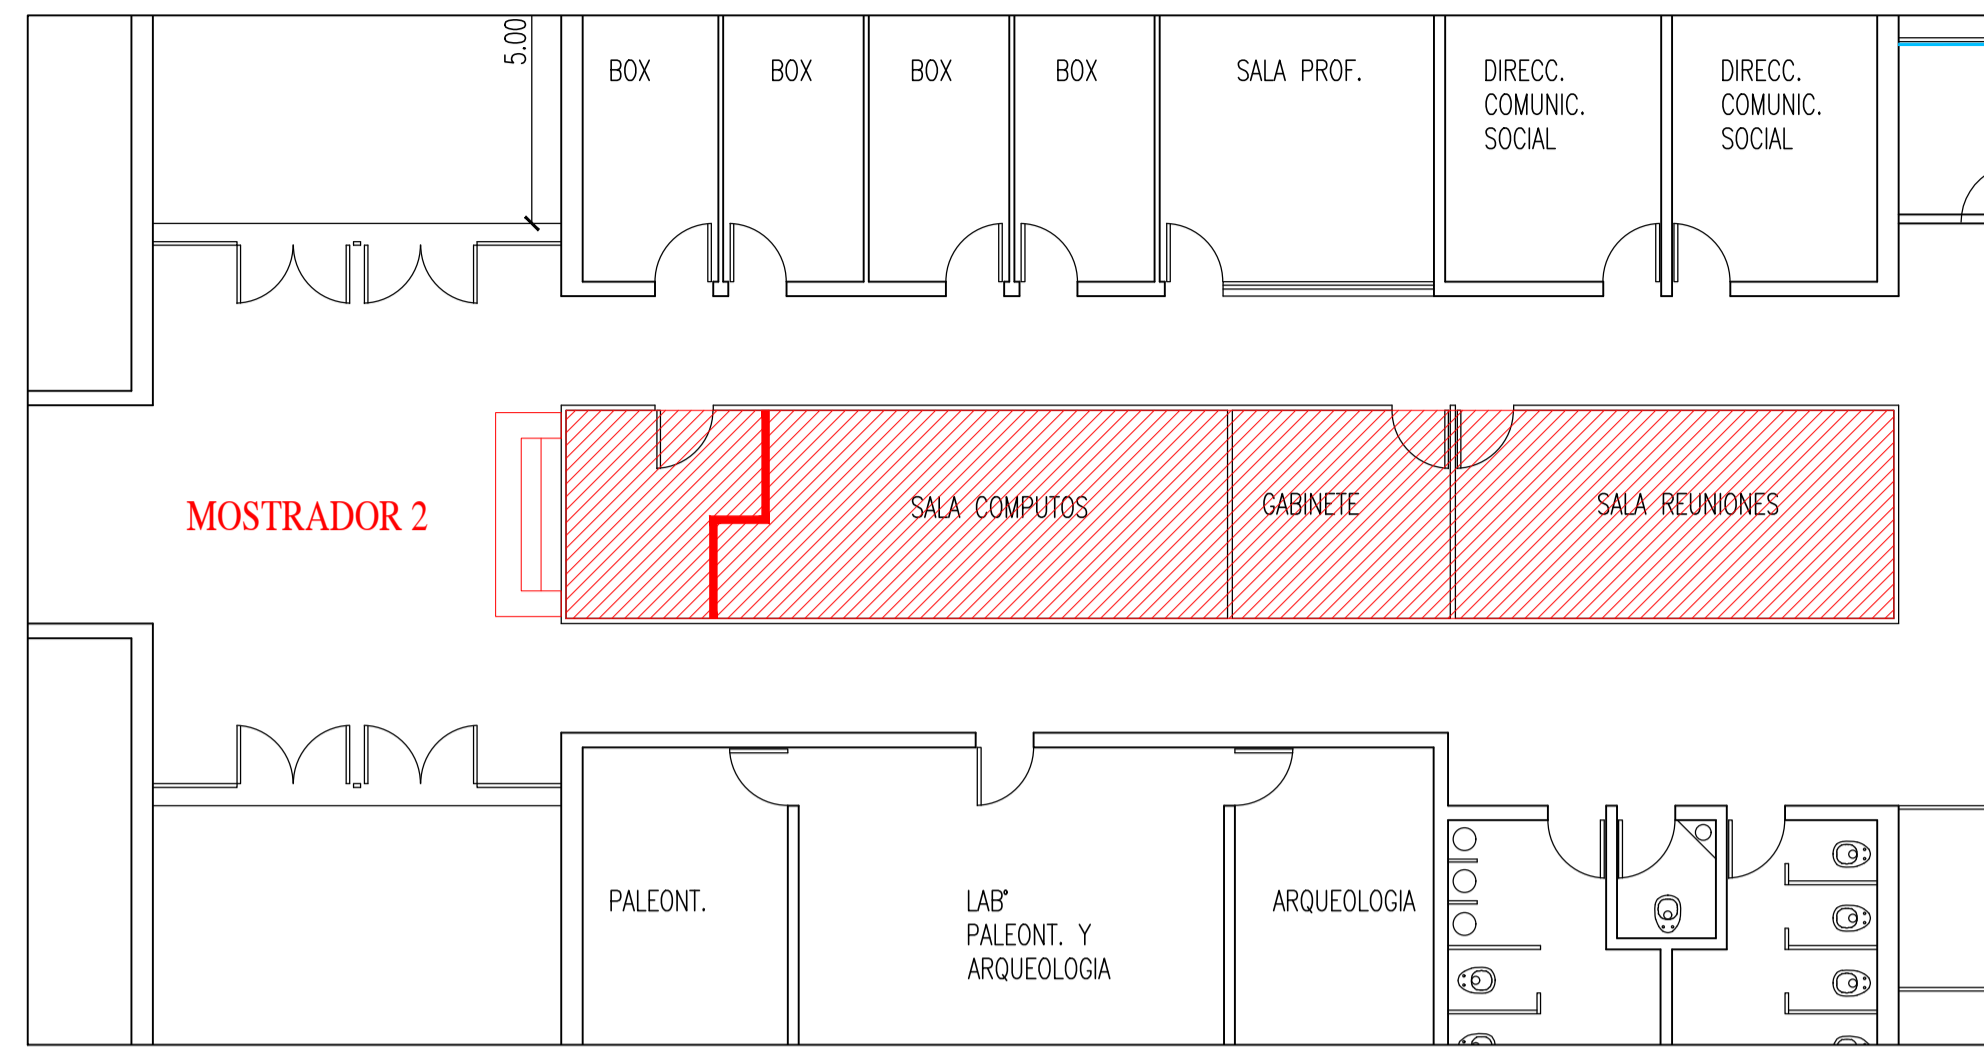 5.00
BOX
BOX
BOX
BOX
SALA PROF.
DIRECC.
COMUNIC.
SOCIAL
DIRECC.
COMUNIC.
SOCIAL
MOSTRADOR 2
SALA COMPUTOS
GABINETE
SALA REUNIONES
PALEONT.
LAB°
PALEONT. Y
ARQUEOLOGIA
ARQUEOLOGIA